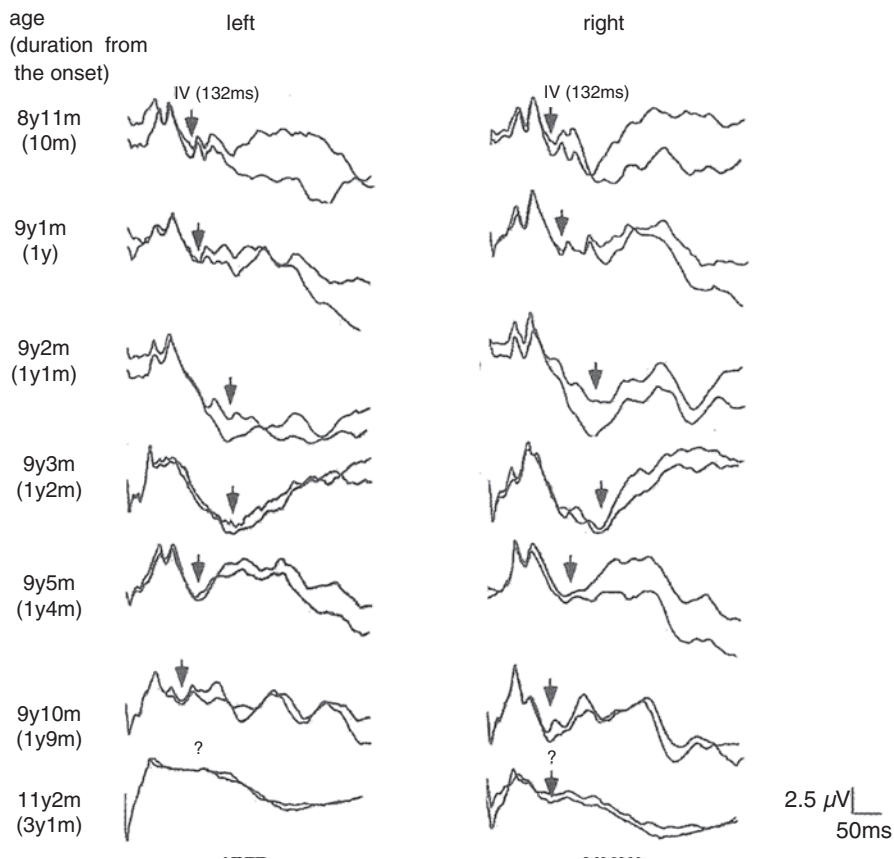 age
(duration from
the onset)
left
right
IV (132ms)
IV (132ms)
8y11m
(10m)
9y1m
(1y)
9y2m
(1y1m)
9y3m
(1y2m)
9y5m
(1y4m)
9y10m
(1y9m)
?
?
11y2m
(3y1m)
2.5 µV
50ms